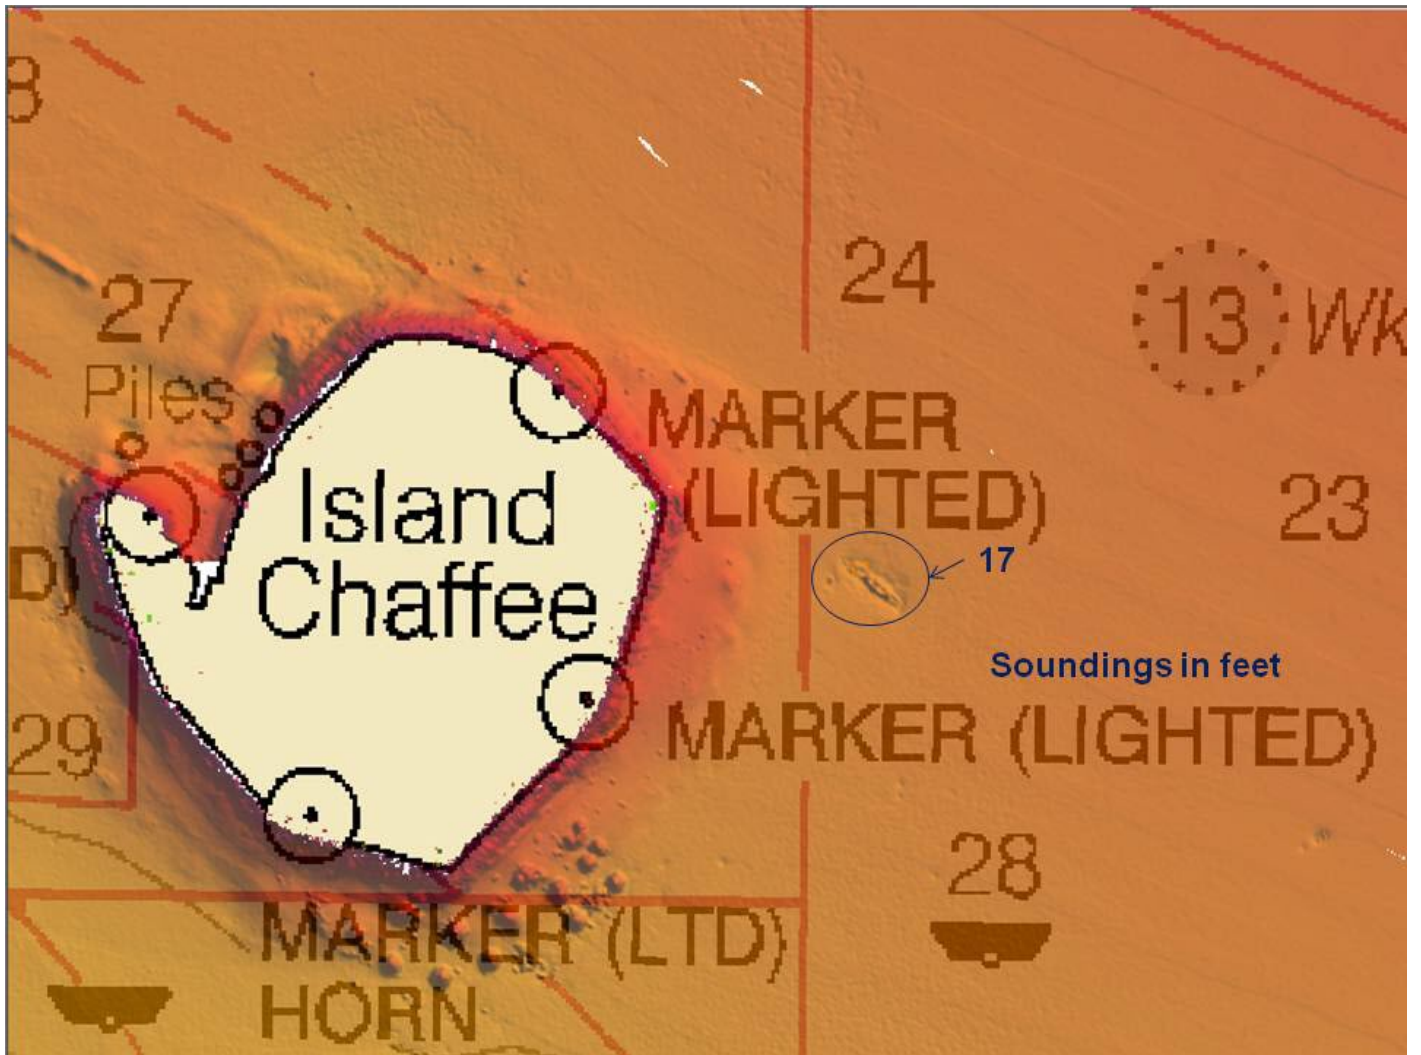 24
27
13 Wk
Piles
MARKER
(LIGHTED)
23
Island
Chaffee
17
Soundings in feet
29
MARKER (LIGHTED)
28
MARKER (LTD)
HORN